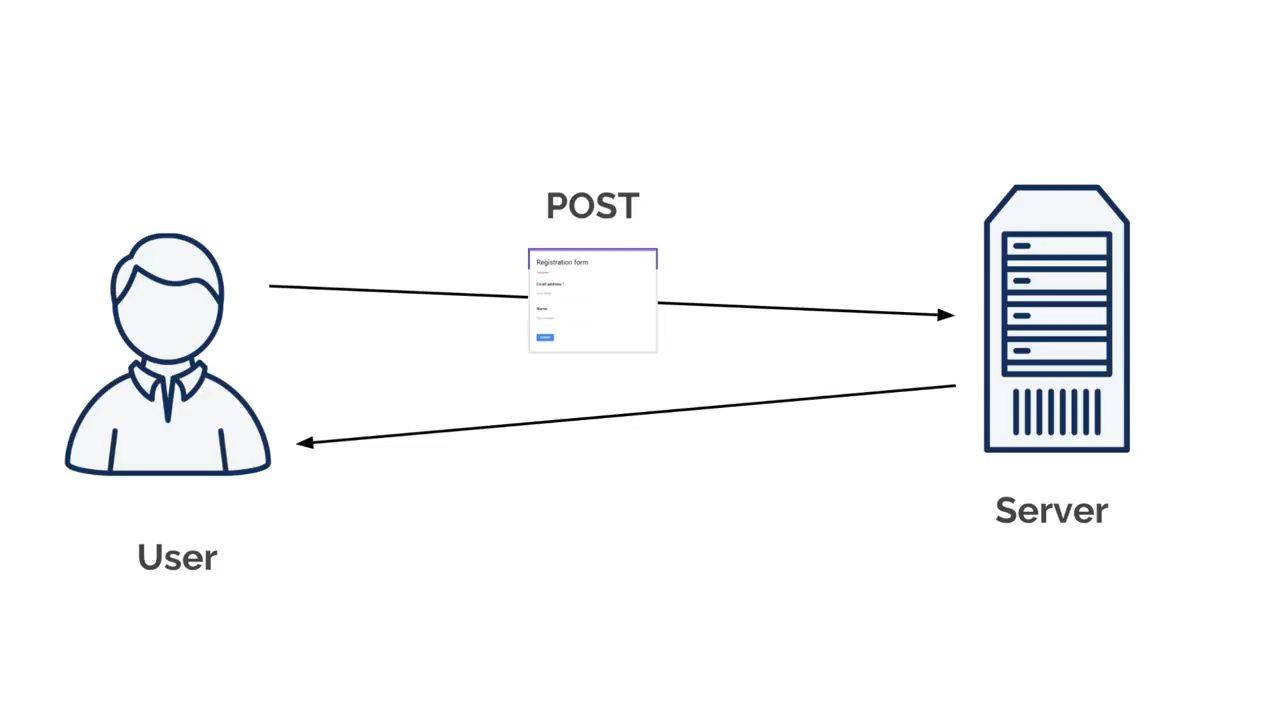 POST
Registration form
Email address *
Name
User
Server